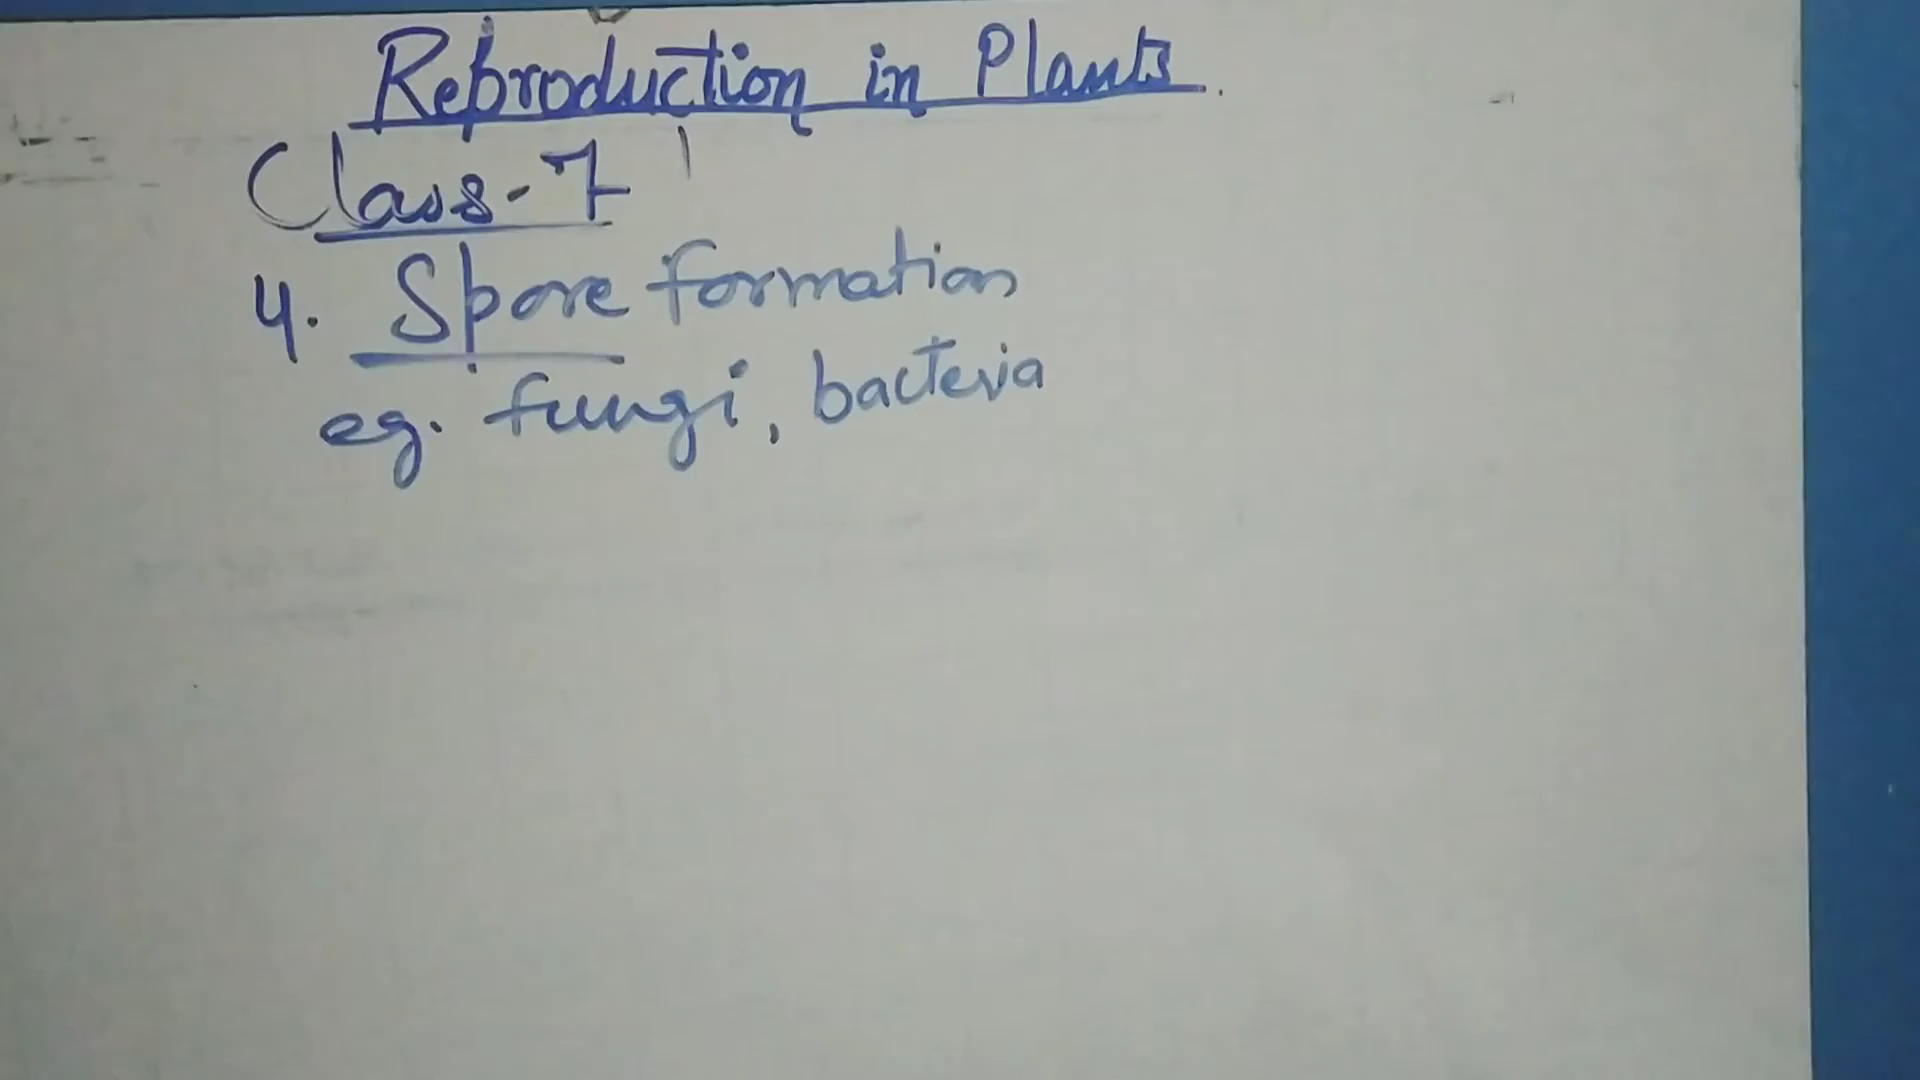 Reproduction in Plants.
Class-7
4. Spore formation
eg. fungi, bacteria